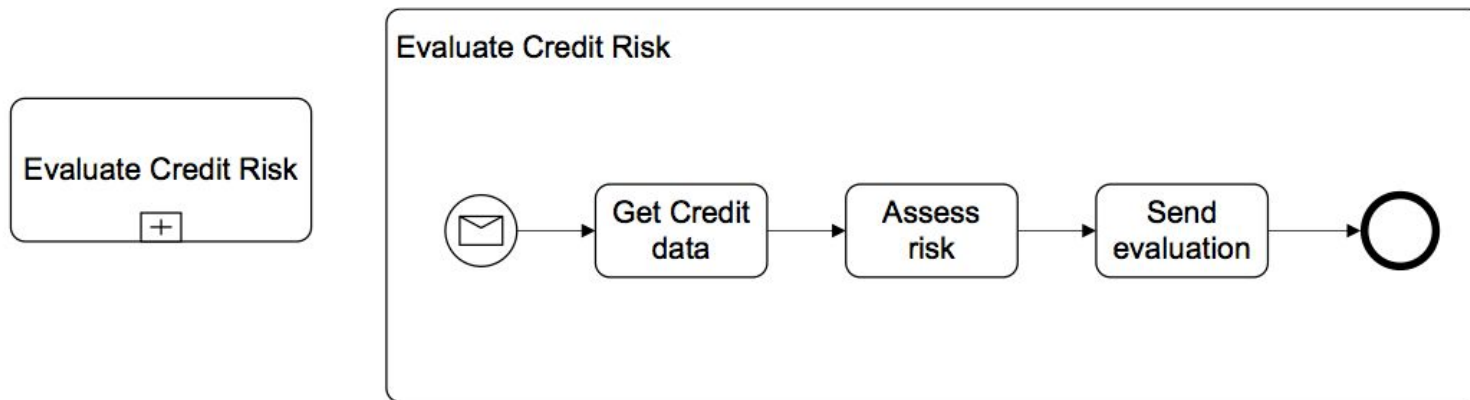 Evaluate Credit Risk
Evaluate Credit Risk
Get Credit
data
Assess
risk
Send
evaluation